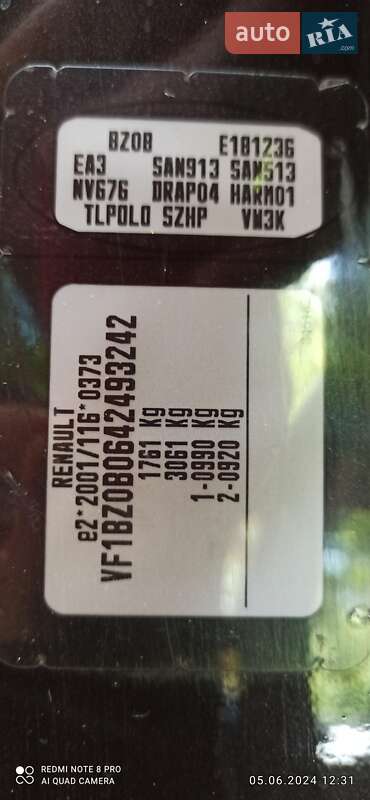 auto RIA .com
BZ0B E181236
EA3 SAN913 SAN513
NV676 DRAP04 HARM01
TLPOLO SZHP VM3K
RENAULT
e2*2001/116*0373
VF1BZ0B0642493242
1761 Kg
3061 Kg
1-0990 Kg
2-0920 Kg
REDMI NOTE 8 PRO
AI QUAD CAMERA
05.06.2024 12:31